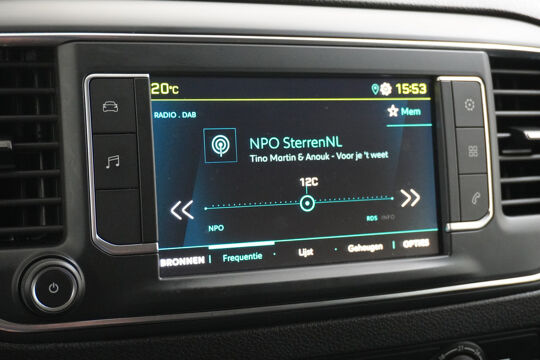 20°C 15:53
RADIO . DAB Mem
NPO SterrenNL
Tino Martin & Anouk - Voor je 't weet
12C
NPO RDS INFO
BRONNEN Frequentie Lijst Geheugen OPTIES